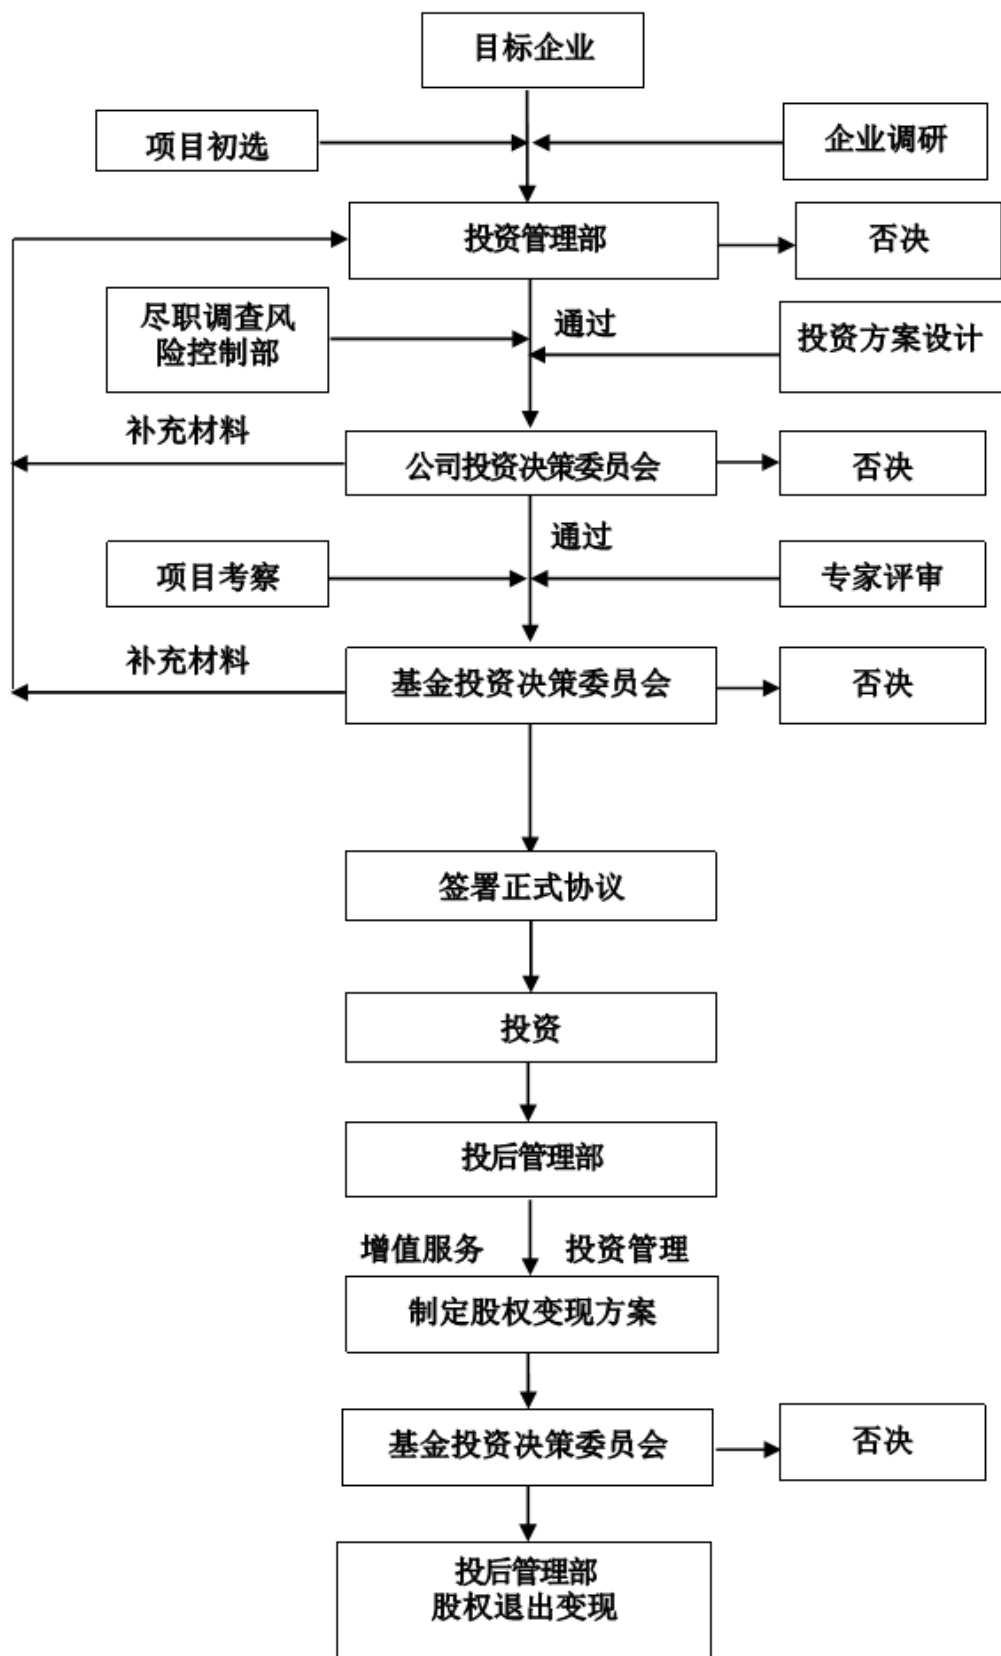 目标企业
项目初选
企业调研
投资管理部
否决
尽职调查风
险控制部
通过
投资方案设计
补充材料
公司投资决策委员会
否决
通过
项目考察
专家评审
补充材料
基金投资决策委员会
否决
签署正式协议
投资
投后管理部
增值服务
投资管理
制定股权变现方案
基金投资决策委员会
否决
投后管理部
股权退出变现